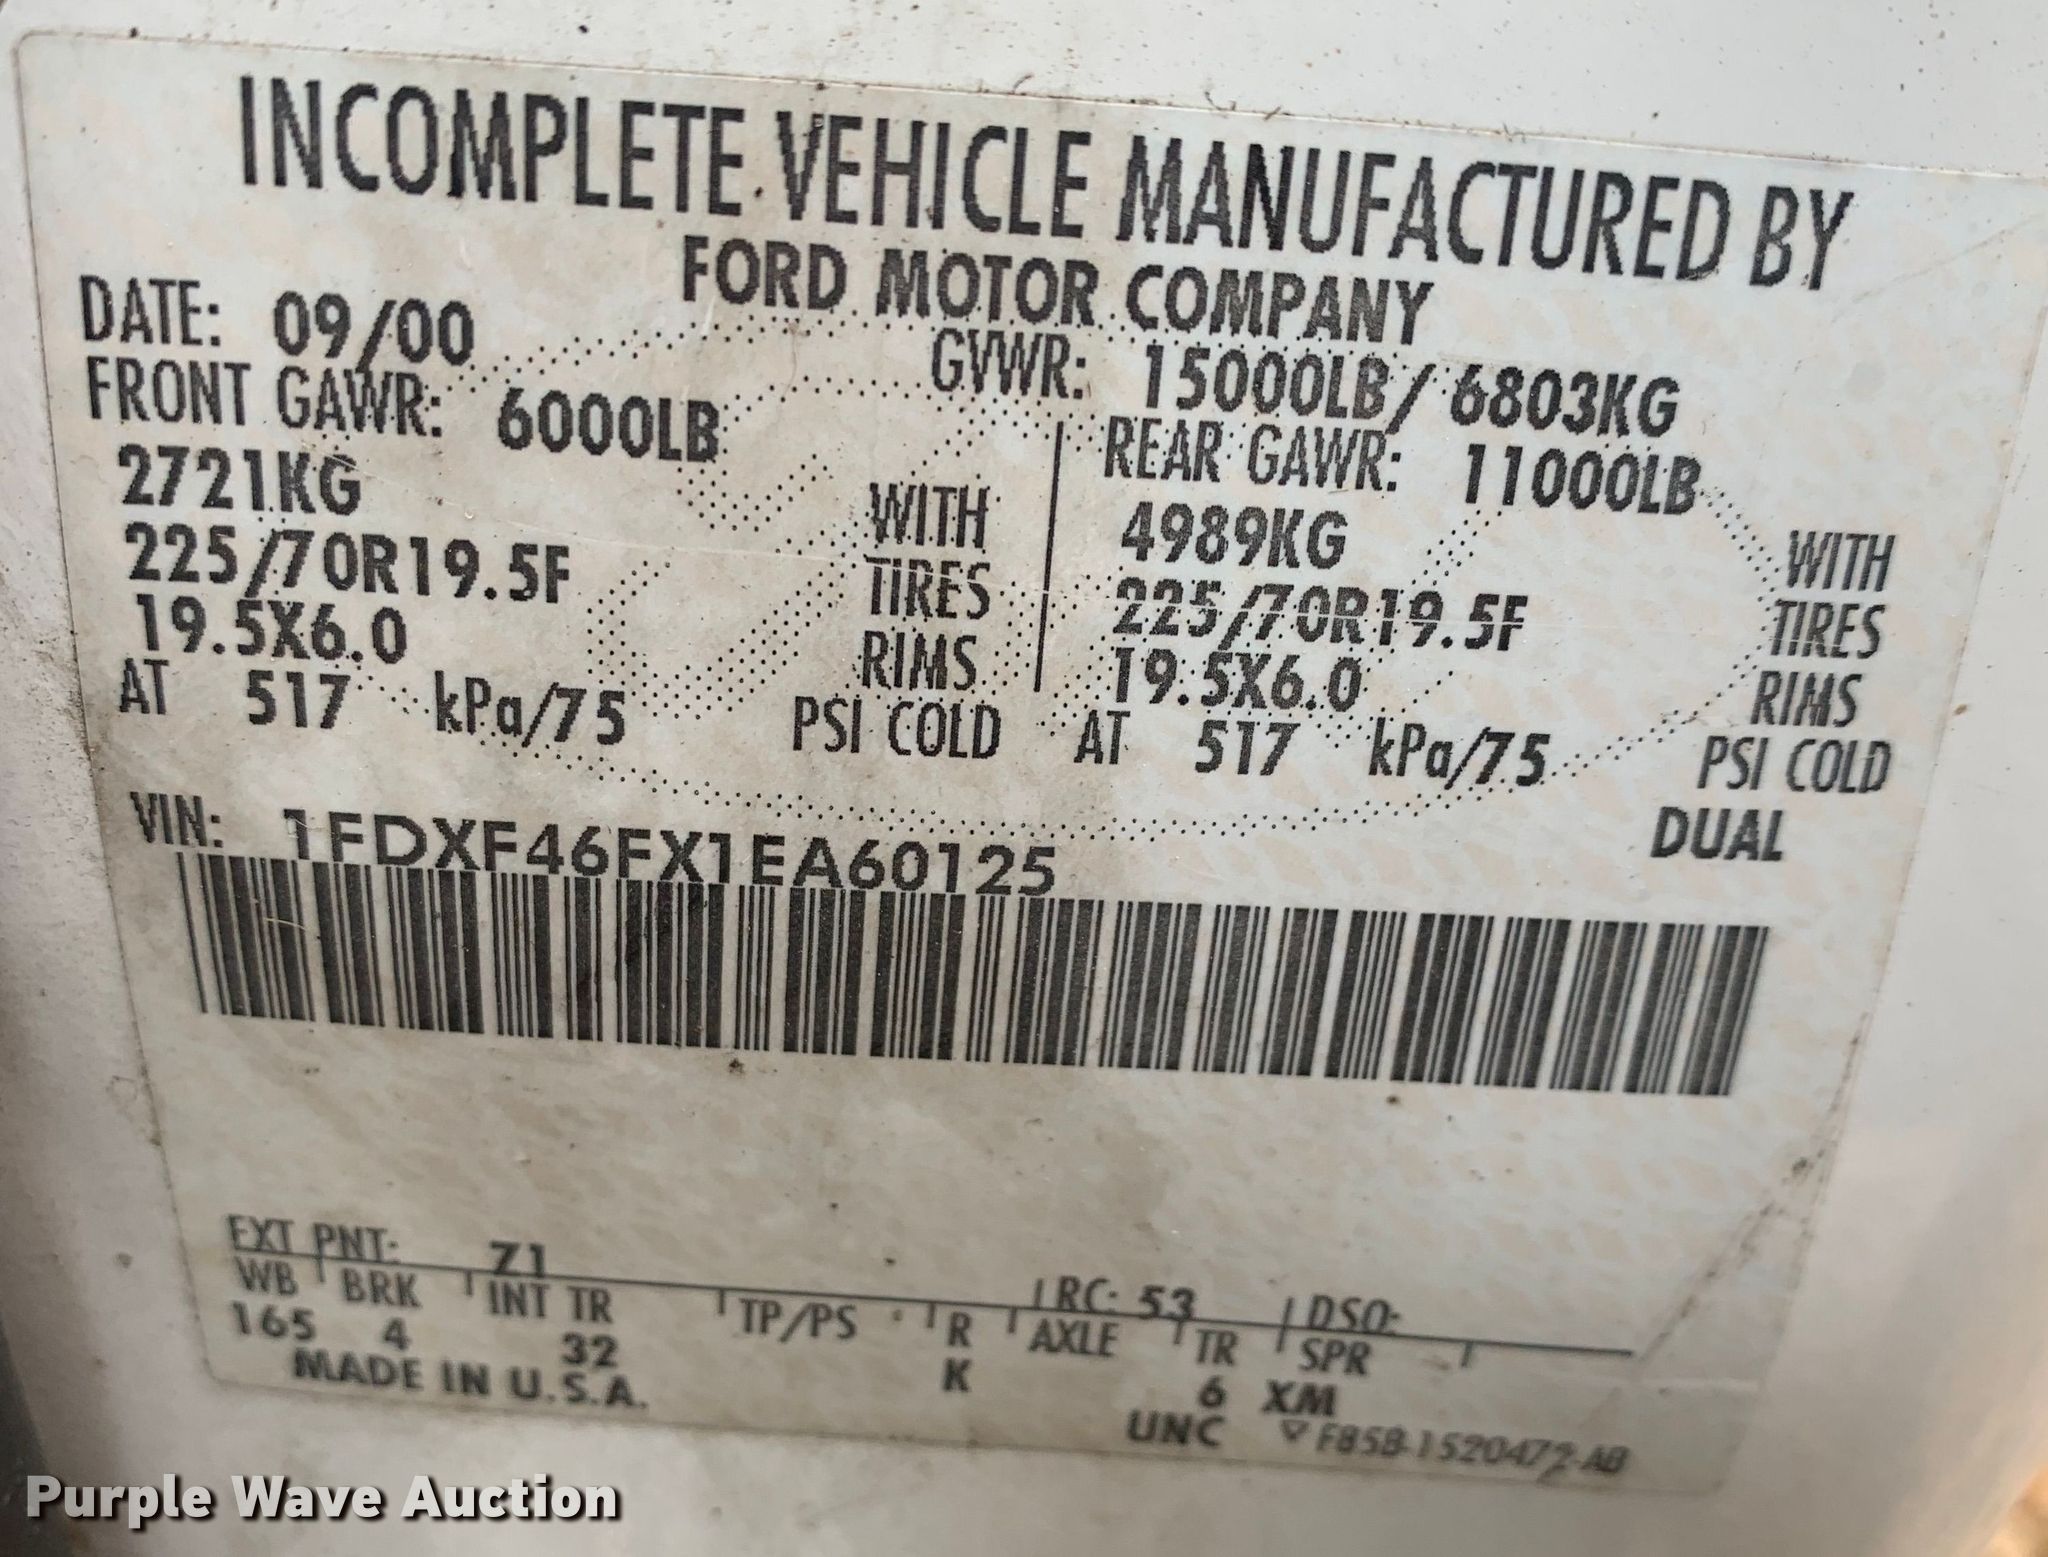 INCOMPLETE VEHICLE MANUFACTURED BY
FORD MOTOR COMPANY
DATE: 09/00 GVWR: 15000LB/ 6803KG
FRONT GAWR: 6000LB REAR GAWR: 11000LB
2721KG WITH 4989KG WITH
225/70R19.5F TIRES 225/70R19.5F TIRES
19.5X6.0 RIMS 19.5X6.0 RIMS
AT 517 kPa/75 PSI COLD AT 517 kPa/75 PSI COLD
DUAL
VIN: 1FDXF46FX1EA60125
EXT PNT: Z1 RC: 53 DSO:
WB BRK INT TR TP/PS R AXLE TR SPR
165 4 32 K 6 XM
MADE IN U.S.A. UNC F85B-1520472-AB
Purple Wave Auction